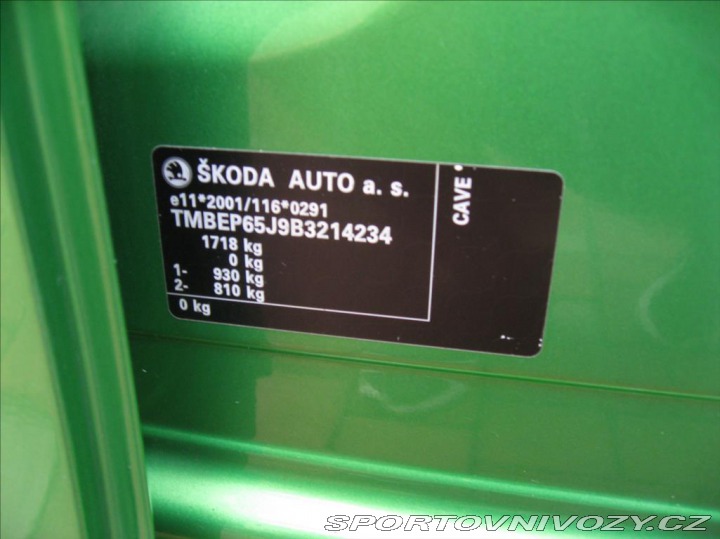 ŠKODA AUTO a. s.
e11*2001/116*0291
TMBEP65J9B3214234
1718 kg
0 kg
1- 930 kg
2- 810 kg
0 kg
CAVE
SPORTOVNIVOZY.CZ